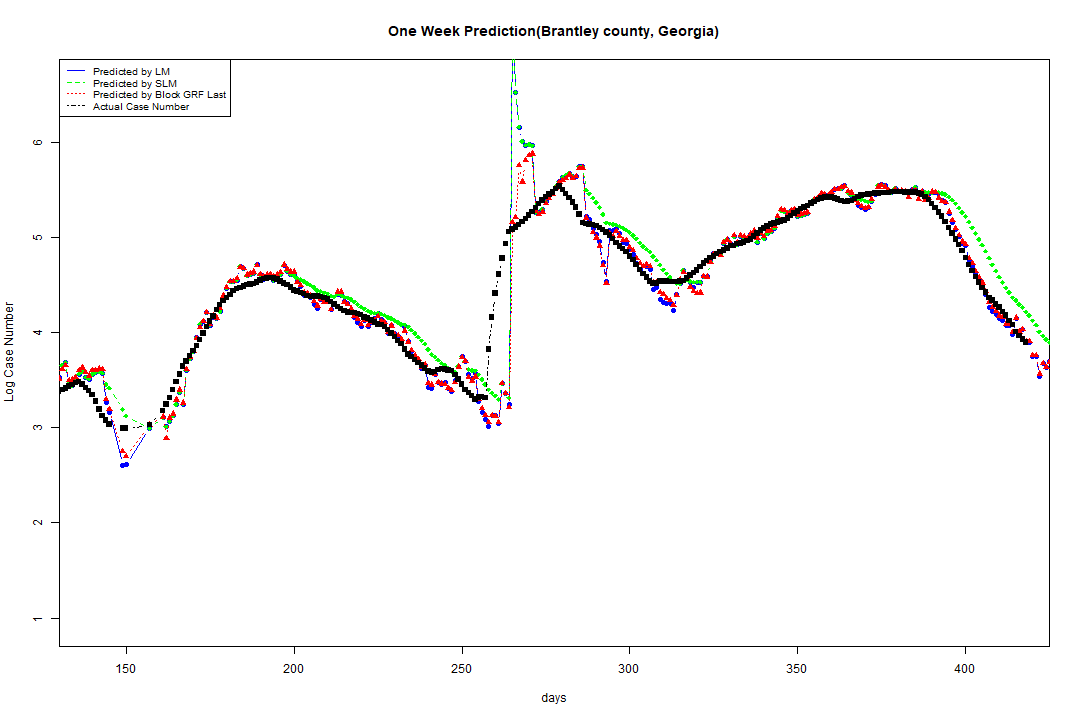 One Week Prediction(Brantley county, Georgia)
Predicted by LM
Predicted by SLM
Predicted by Block GRF Last
Actual Case Number
Log Case Number
6
5
4
3
2
1
150 200 250 300 350 400
days